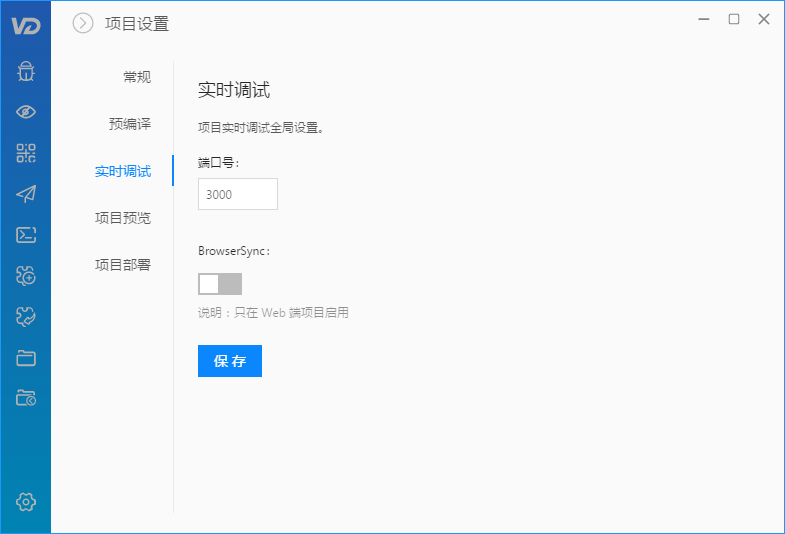 VD
项目设置
常规
预编译
实时调试
项目预览
项目部署
实时调试
项目实时调试全局设置。
端口号：
3000
BrowserSync：
说明：只在 Web 端项目启用
保存